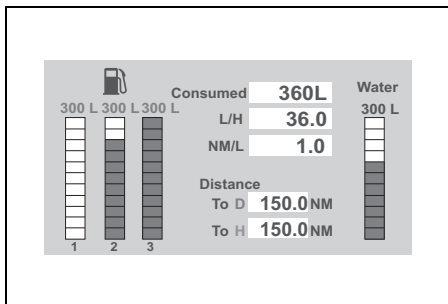 Consumed 360L
Water
300 L 300 L 300 L
300 L
L/H 36.0
NM/L 1.0
Distance
To D 150.0 NM
To H 150.0 NM
1 2 3